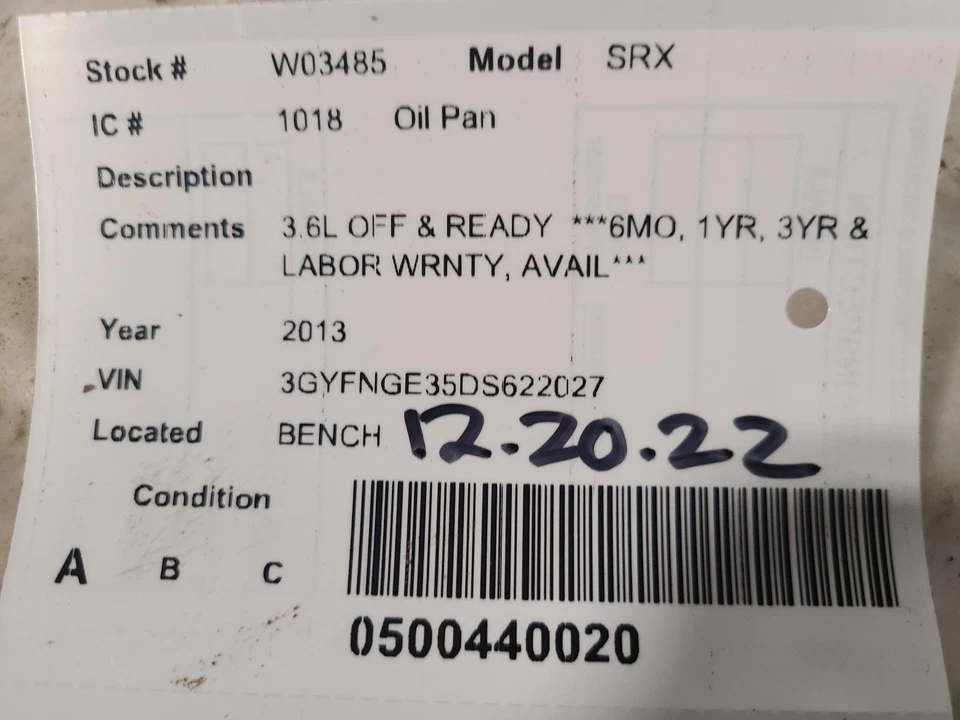 Stock # W03485 Model SRX
IC # 1018 Oil Pan
Description
Comments 3.6L OFF & READY ***6MO, 1YR, 3YR &
LABOR WRNTY, AVAIL***
Year 2013
VIN 3GYFNGE35DS622027
Located BENCH 12.20.22
Condition
A B C
0500440020